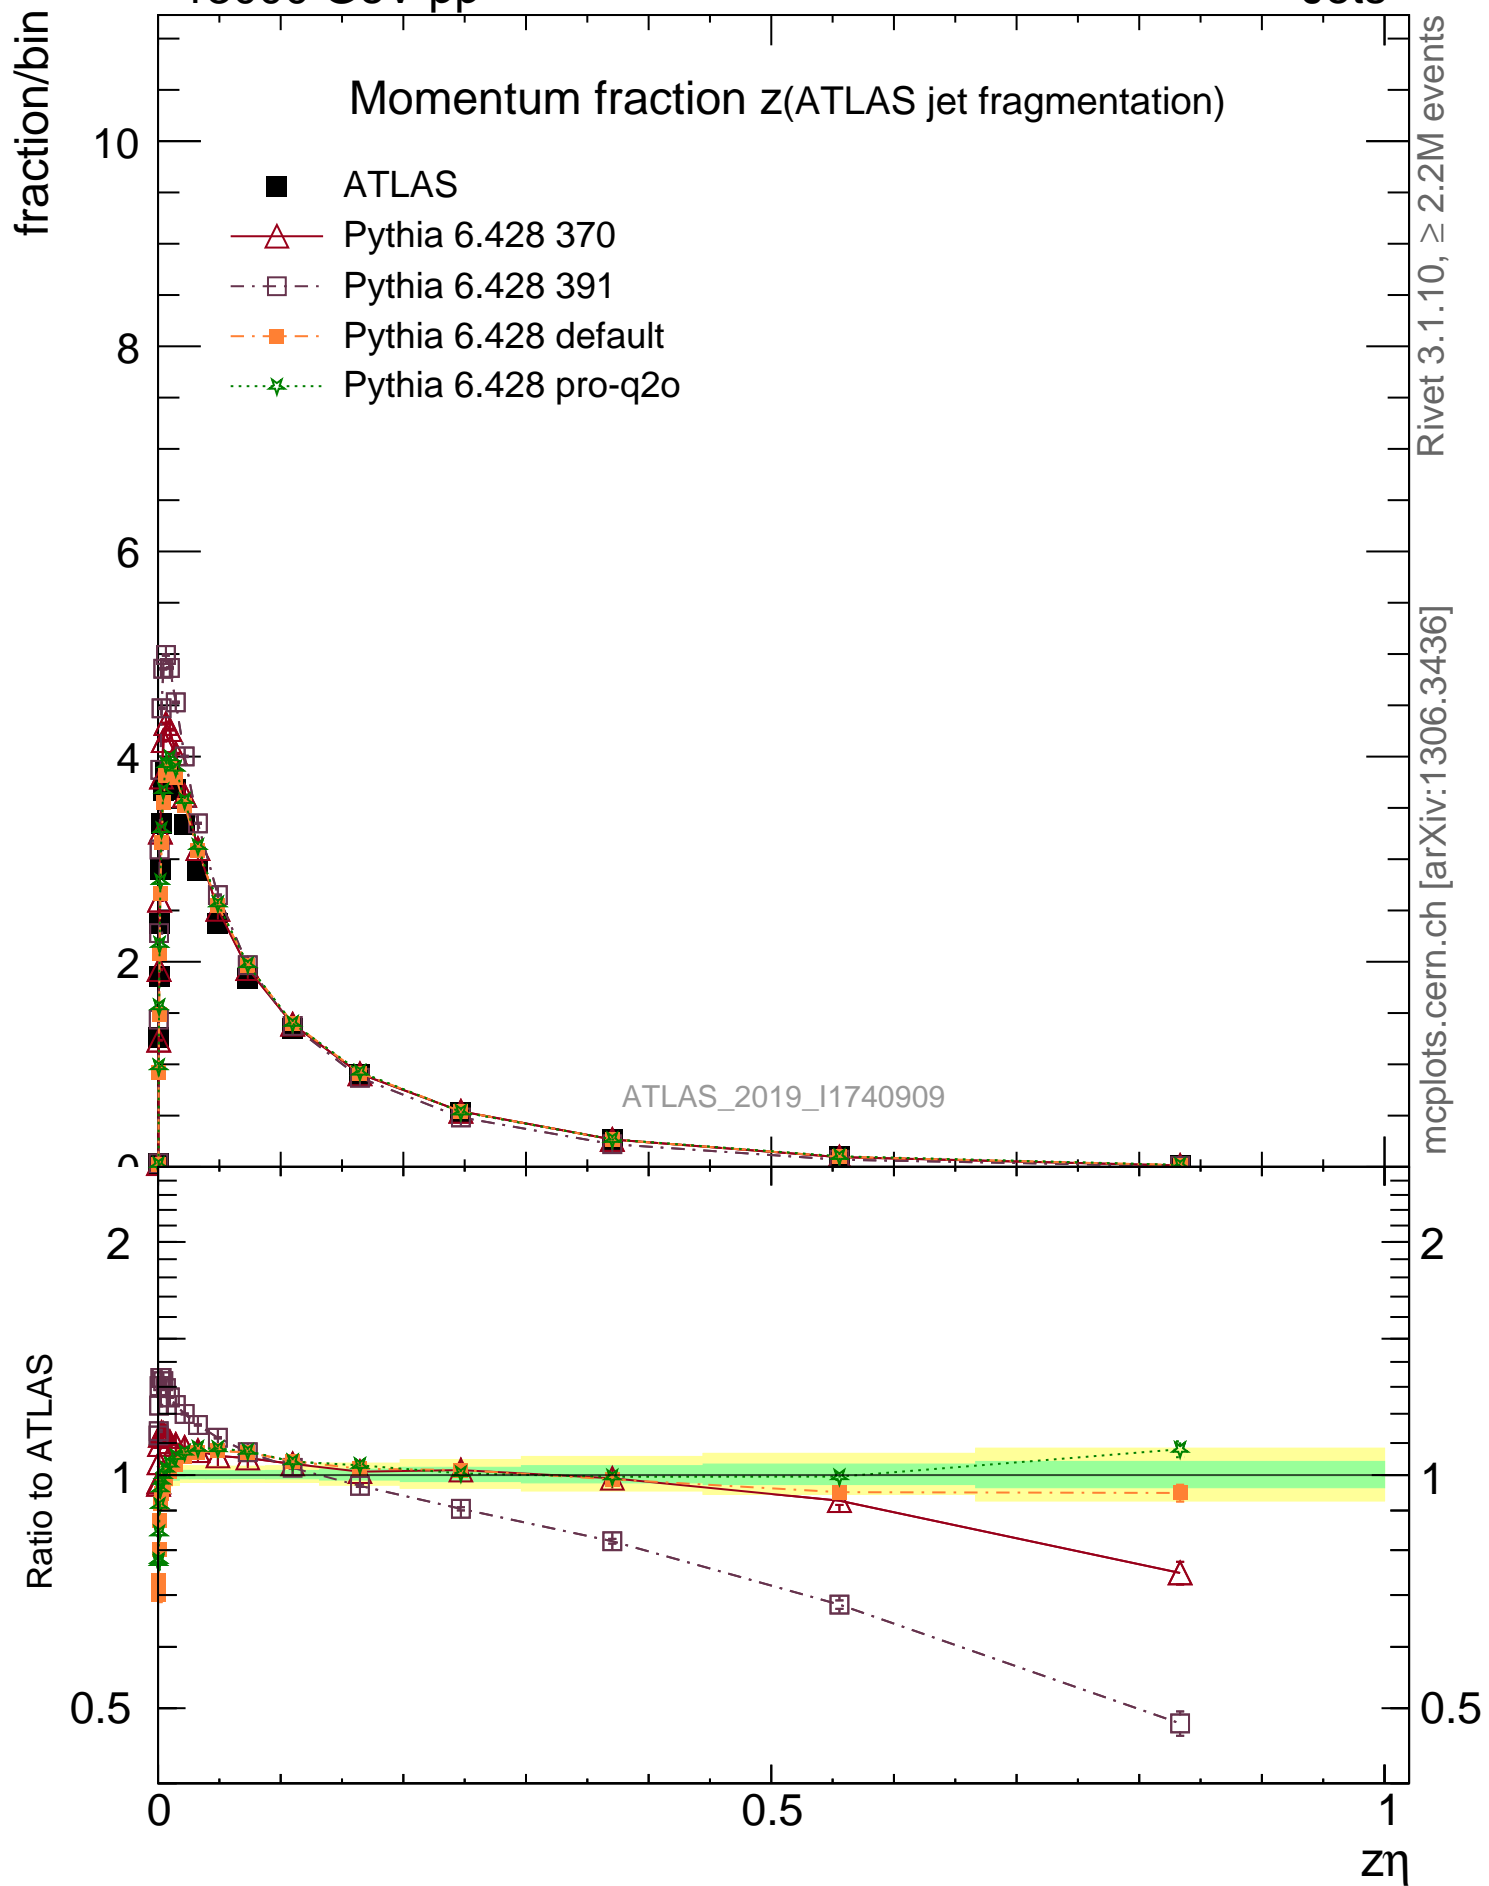 fraction/bin
Momentum fraction z(ATLAS jet fragmentation)
ATLAS
Pythia 6.428 370
Pythia 6.428 391
Pythia 6.428 default
Pythia 6.428 pro-q2o
10
8
6
4
2
0
ATLAS_2019_I1740909
Rivet 3.1.10, ≥ 2.2M events
mcplots.cern.ch [arXiv:1306.3436]
Ratio to ATLAS
2
1
0.5
2
1
0.5
0
0.5
1
zη